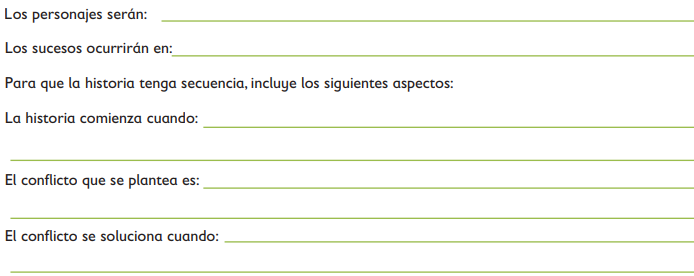 Los personajes serán:
Los sucesos ocurrirán en:
Para que la historia tenga secuencia, incluye los siguientes aspectos:
La historia comienza cuando:
El conflicto que se plantea es:
El conflicto se soluciona cuando: